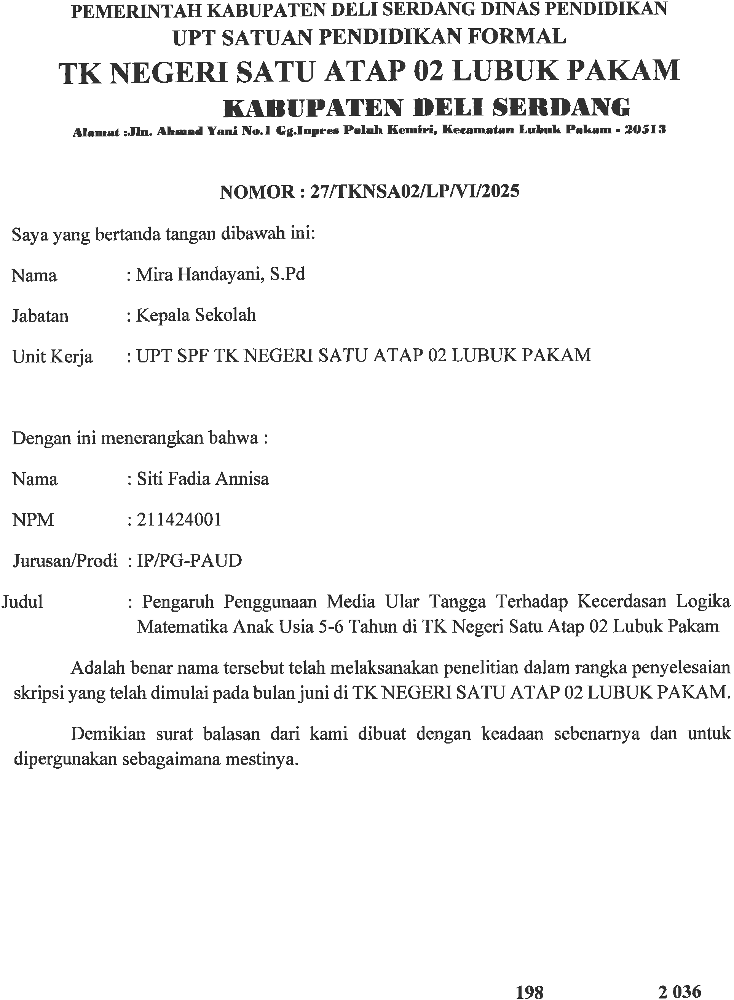 PEMERINTAH KABUPATEN DELI SERDANG DINAS PENDIDIKAN
UPT SATUAN PENDIDIKAN FORMAL
TK NEGERI SATU ATAP 02 LUBUK PAKAM
KABUPATEN DELI SERDANG
Alamat :Jln. Ahmad Yani No.1 Gg.Inpres Paluh Kemiri, Kecamatan Lubuk Pakam - 20513
NOMOR : 27/TKNSA02/LP/VI/2025
Saya yang bertanda tangan dibawah ini:
Nama : Mira Handayani, S.Pd
Jabatan : Kepala Sekolah
Unit Kerja : UPT SPF TK NEGERI SATU ATAP 02 LUBUK PAKAM
Dengan ini menerangkan bahwa :
Nama : Siti Fadia Annisa
NPM : 211424001
Jurusan/Prodi : IP/PG-PAUD
Judul : Pengaruh Penggunaan Media Ular Tangga Terhadap Kecerdasan Logika
Matematika Anak Usia 5-6 Tahun di TK Negeri Satu Atap 02 Lubuk Pakam
Adalah benar nama tersebut telah melaksanakan penelitian dalam rangka penyelesaian
skripsi yang telah dimulai pada bulan juni di TK NEGERI SATU ATAP 02 LUBUK PAKAM.
Demikian surat balasan dari kami dibuat dengan keadaan sebenarnya dan untuk
dipergunakan sebagaimana mestinya.
198 2 036